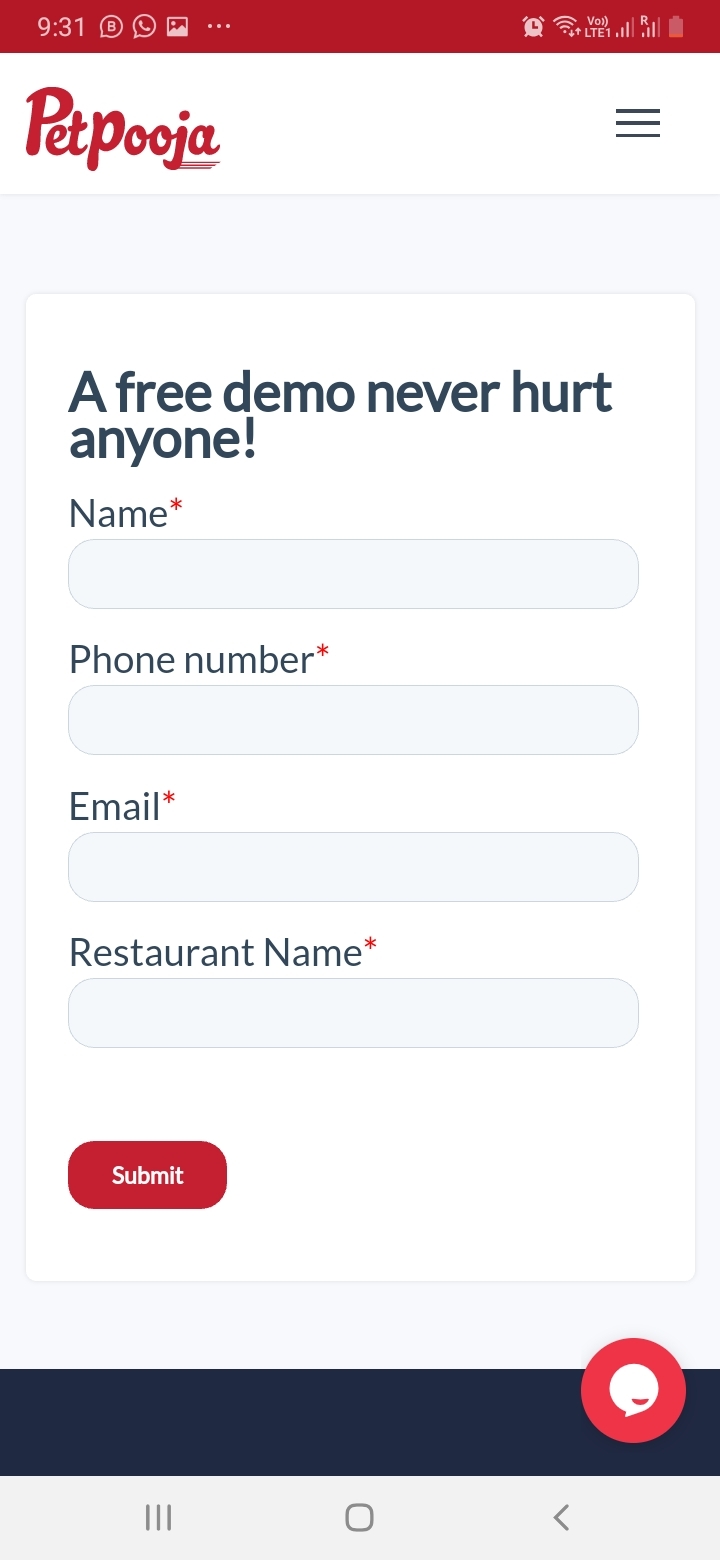 9:31 B ... Vo)) LTE1 R
Petpooja
A free demo never hurt
anyone!
Name*
Phone number*
Email*
Restaurant Name*
Submit